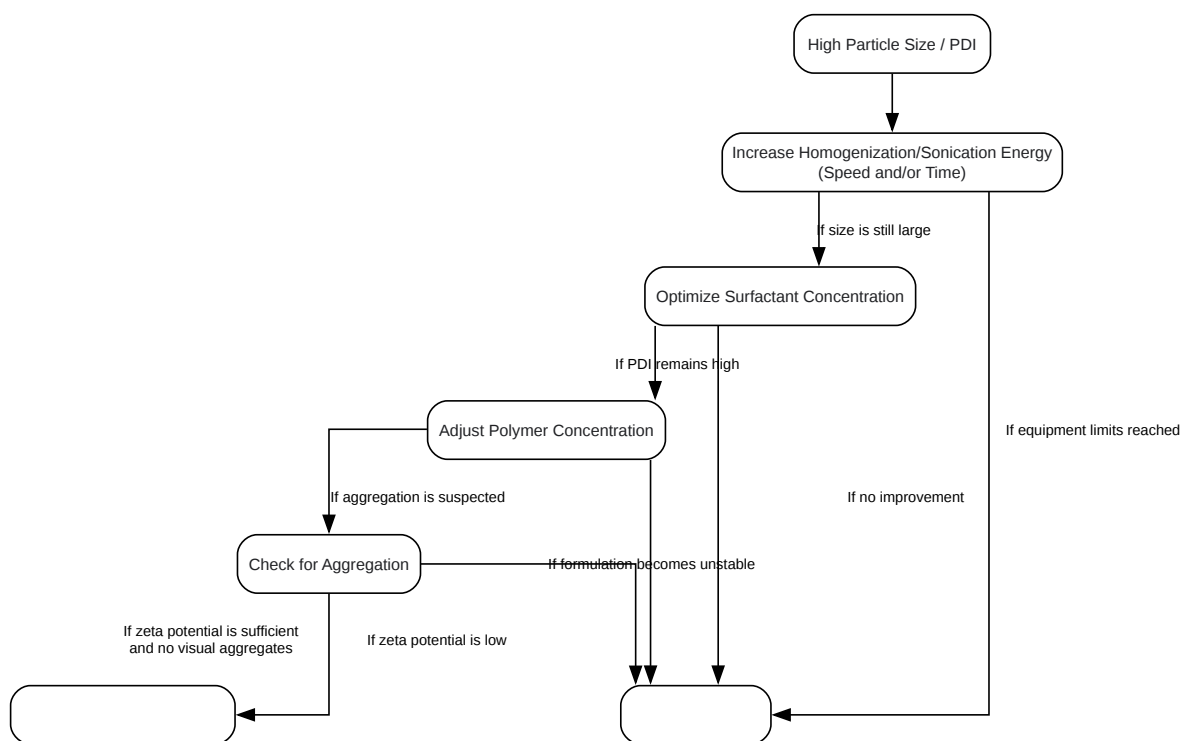 High Particle Size / PDI
Increase Homogenization/Sonication Energy
(Speed and/or Time)
If size is still large
Optimize Surfactant Concentration
If PDI remains high
Adjust Polymer Concentration
If equipment limits reached
If aggregation is suspected
If no improvement
Check for Aggregation
If formulation becomes unstable
If zeta potential is sufficient
and no visual aggregates
If zeta potential is low